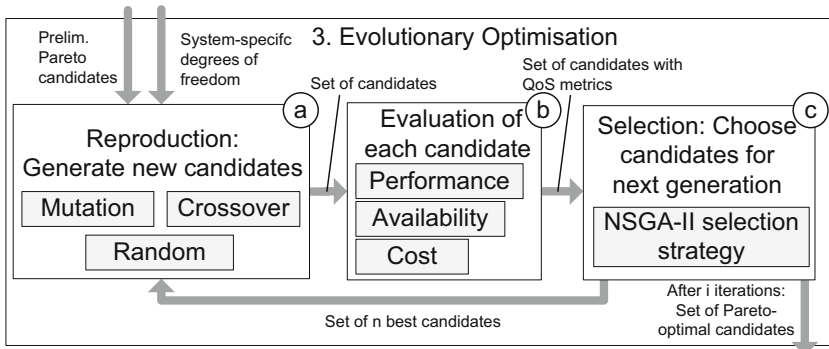 3. Evolutionary Optimisation
Prelim.
Pareto
candidates
System-specifc
degrees of
freedom
Set of candidates
Set of candidates with
QoS metrics
a
Reproduction:
Generate new candidates
Mutation
Crossover
Random
b
Evaluation of
each candidate
Performance
Availability
Cost
c
Selection: Choose
candidates for
next generation
NSGA-II selection
strategy
Set of n best candidates
After i iterations:
Set of Pareto-
optimal candidates